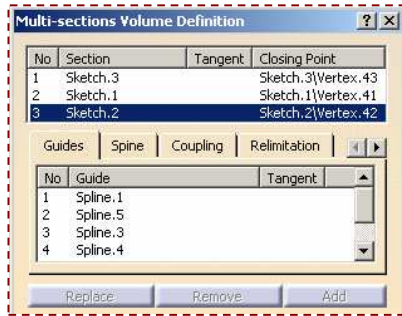 Multi-sections Volume Definition ? X
No Section Tangent Closing Point
1 Sketch.3 Sketch.3\Vertex.43
2 Sketch.1 Sketch.1\Vertex.41
3 Sketch.2 Sketch.2\Vertex.42
Guides Spine Coupling Relimitation
No Guide Tangent
1 Spline.1
2 Spline.5
3 Spline.3
4 Spline.4
Replace Remove Add